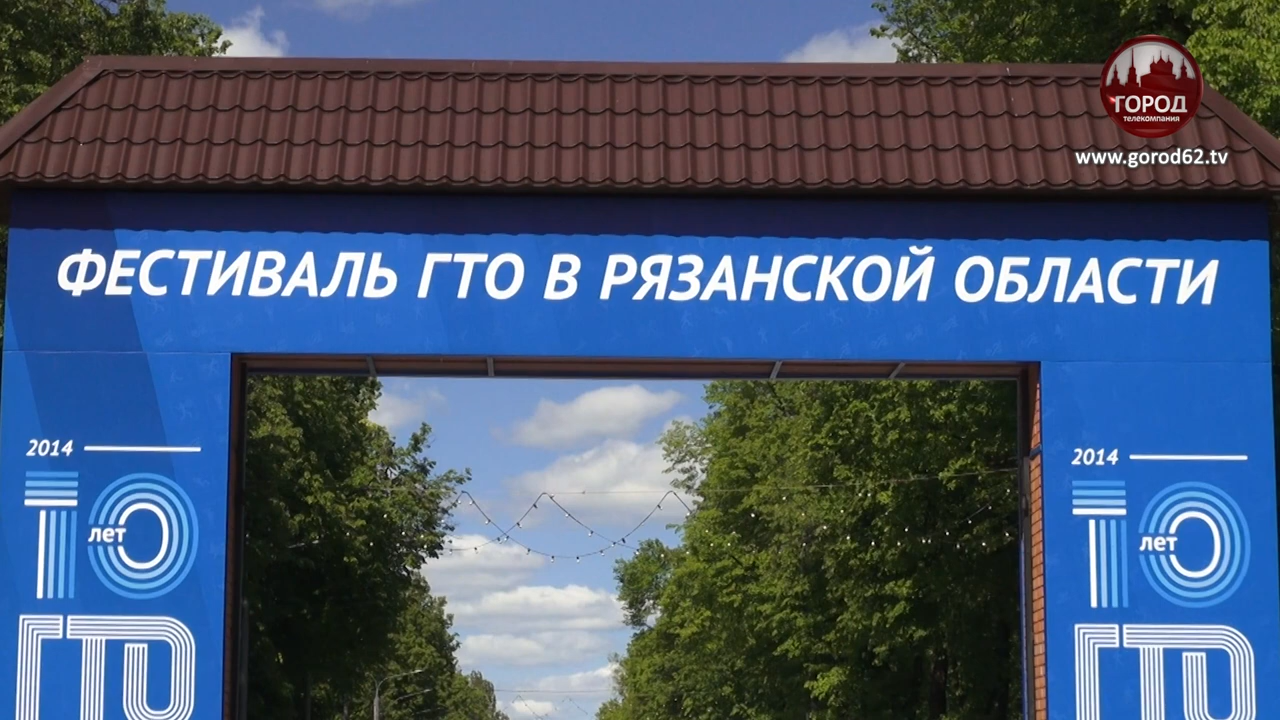 ГОРОД
телекомпания
www.gorod62.tv
ФЕСТИВАЛЬ ГТО В РЯЗАНСКОЙ ОБЛАСТИ
2014
10
лет
ГТО
2014
10
лет
ГТО